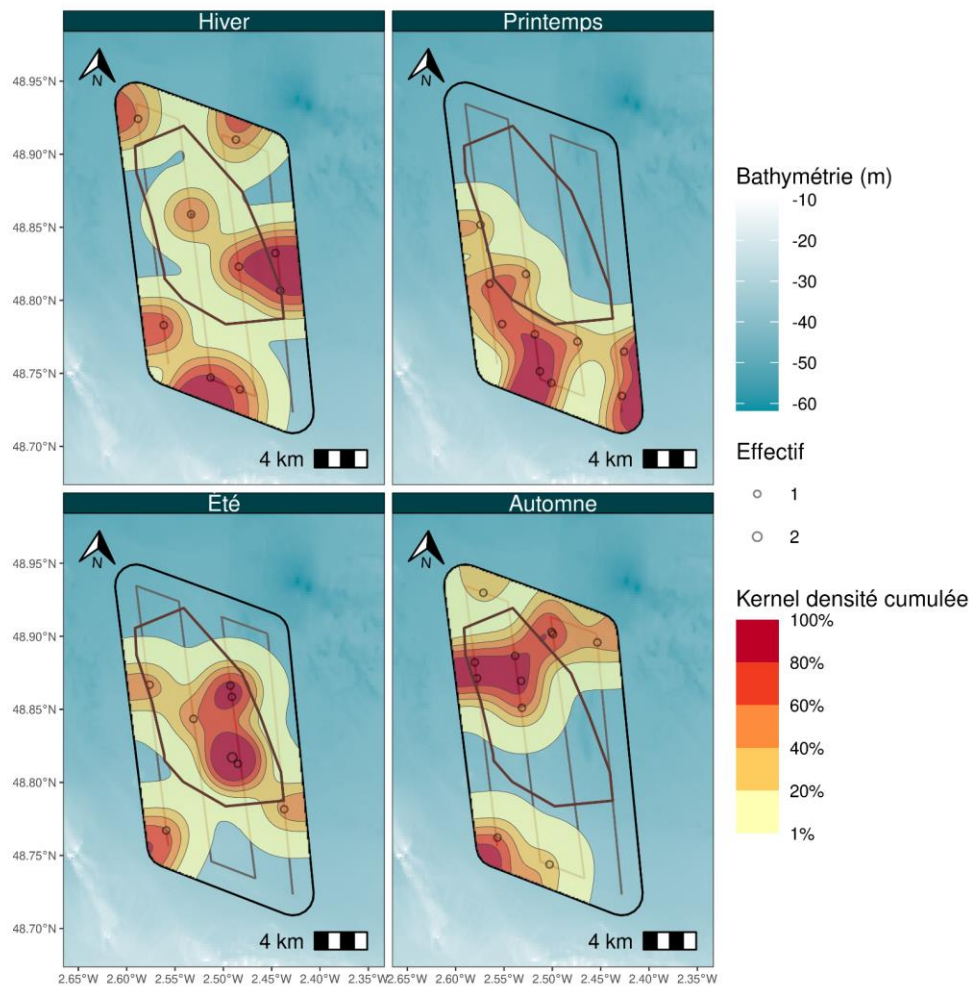 Hiver
Printemps
N
N
48.95°N
48.90°N
48.85°N
48.80°N
48.75°N
48.70°N
4 km
4 km
Été
Automne
N
N
48.95°N
48.90°N
48.85°N
48.80°N
48.75°N
48.70°N
4 km
4 km
2.65°W 2.60°W 2.55°W 2.50°W 2.45°W 2.40°W 2.35°W 2.65°W 2.60°W 2.55°W 2.50°W 2.45°W 2.40°W 2.35°W
Bathymétrie (m)
-10
-20
-30
-40
-50
-60
Effectif
1
2
Kernel densité cumulée
100%
80%
60%
40%
20%
1%